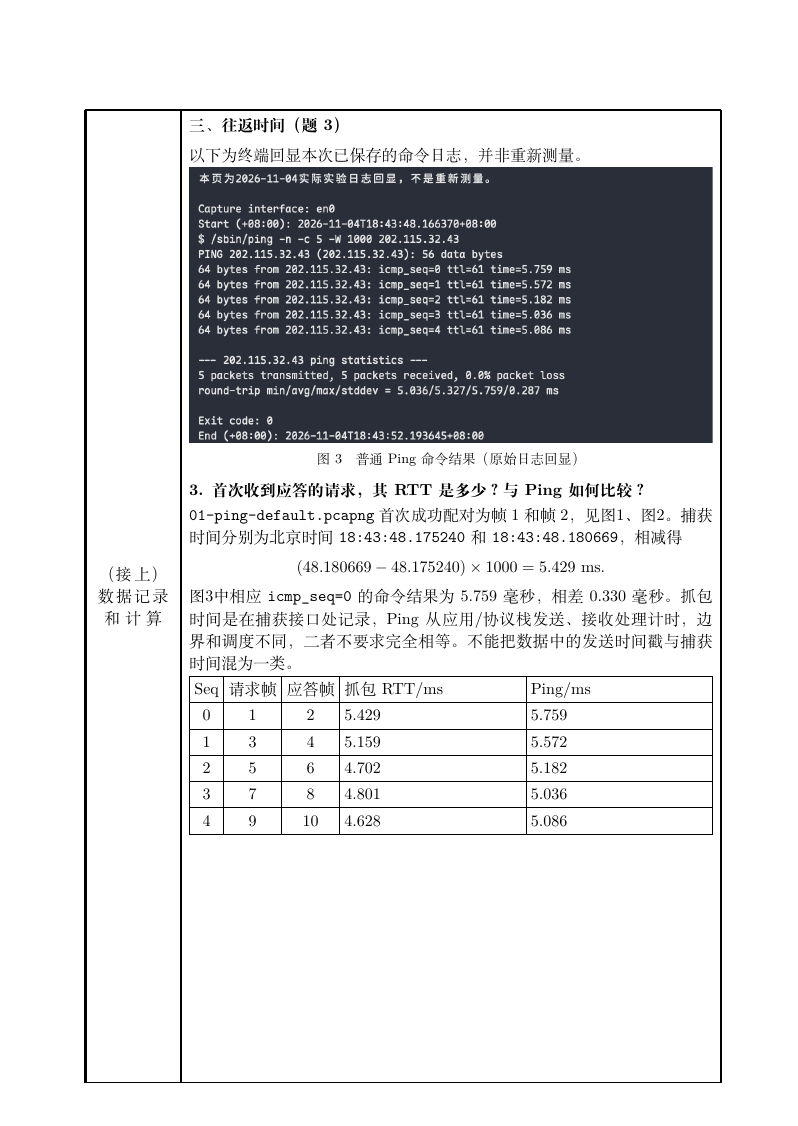 三、往返时间（题 3）
以下为终端回显本次已保存的命令日志，并非重新测量。
本页为2026-11-04实际实验日志回显，不是重新测量。
Capture interface: en0
Start (+08:00): 2026-11-04T18:43:48.166370+08:00
$ /sbin/ping -n -c 5 -W 1000 202.115.32.43
PING 202.115.32.43 (202.115.32.43): 56 data bytes
64 bytes from 202.115.32.43: icmp_seq=0 ttl=61 time=5.759 ms
64 bytes from 202.115.32.43: icmp_seq=1 ttl=61 time=5.572 ms
64 bytes from 202.115.32.43: icmp_seq=2 ttl=61 time=5.182 ms
64 bytes from 202.115.32.43: icmp_seq=3 ttl=61 time=5.036 ms
64 bytes from 202.115.32.43: icmp_seq=4 ttl=61 time=5.086 ms
--- 202.115.32.43 ping statistics ---
5 packets transmitted, 5 packets received, 0.0% packet loss
round-trip min/avg/max/stddev = 5.036/5.327/5.759/0.287 ms
Exit code: 0
End (+08:00): 2026-11-04T18:43:52.193645+08:00
图 3 普通 Ping 命令结果（原始日志回显）
3. 首次收到应答的请求，其 RTT 是多少？与 Ping 如何比较？
01-ping-default.pcapng 首次成功配对为帧 1 和帧 2，见图1、图2。捕获
时间分别为北京时间 18:43:48.175240 和 18:43:48.180669，相减得
(48.180669 − 48.175240) × 1000 = 5.429 ms.
（接上）
数据记录
和 计 算
图3中相应 icmp_seq=0 的命令结果为 5.759 毫秒，相差 0.330 毫秒。抓包
时间是在捕获接口处记录，Ping 从应用/协议栈发送、接收处理计时，边
界和调度不同，二者不要求完全相等。不能把数据中的发送时间戳与捕获
时间混为一类。
Seq 请求帧 应答帧 抓包 RTT/ms Ping/ms
0 1 2 5.429 5.759
1 3 4 5.159 5.572
2 5 6 4.702 5.182
3 7 8 4.801 5.036
4 9 10 4.628 5.086